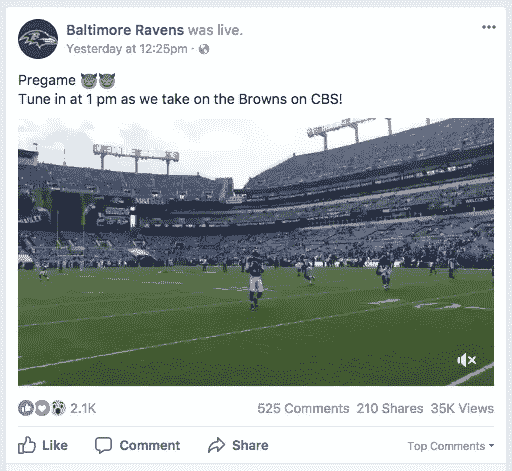 Baltimore Ravens was live.
Yesterday at 12:25pm ·
Pregame 😈😈
Tune in at 1 pm as we take on the Browns on CBS!
2.1K
525 Comments 210 Shares 35K Views
Like Comment Share Top Comments